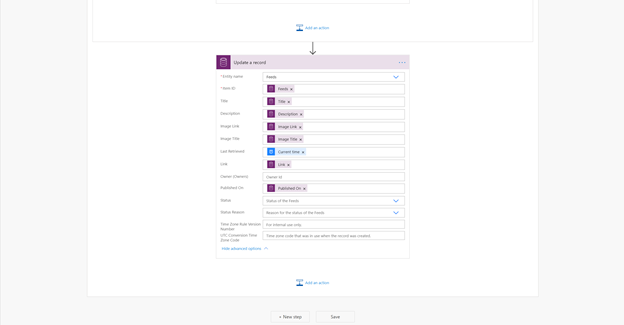 Add an action
Update a record
* Entity name
Feeds
* Item ID
Feeds x
Title
Title x
Description
Description x
Image Link
Image Link x
Image Title
Image Title x
Last Retrieved
Current time x
Link
Link x
Owner (Owners)
Owner Id
Published On
Published On x
Status
Status of the Feeds
Status Reason
Reason for the status of the Feeds
Time Zone Rule Version
Number
For internal use only.
UTC Conversion Time
Zone Code
Time zone code that was in use when the record was created.
Hide advanced options
Add an action
+ New step
Save